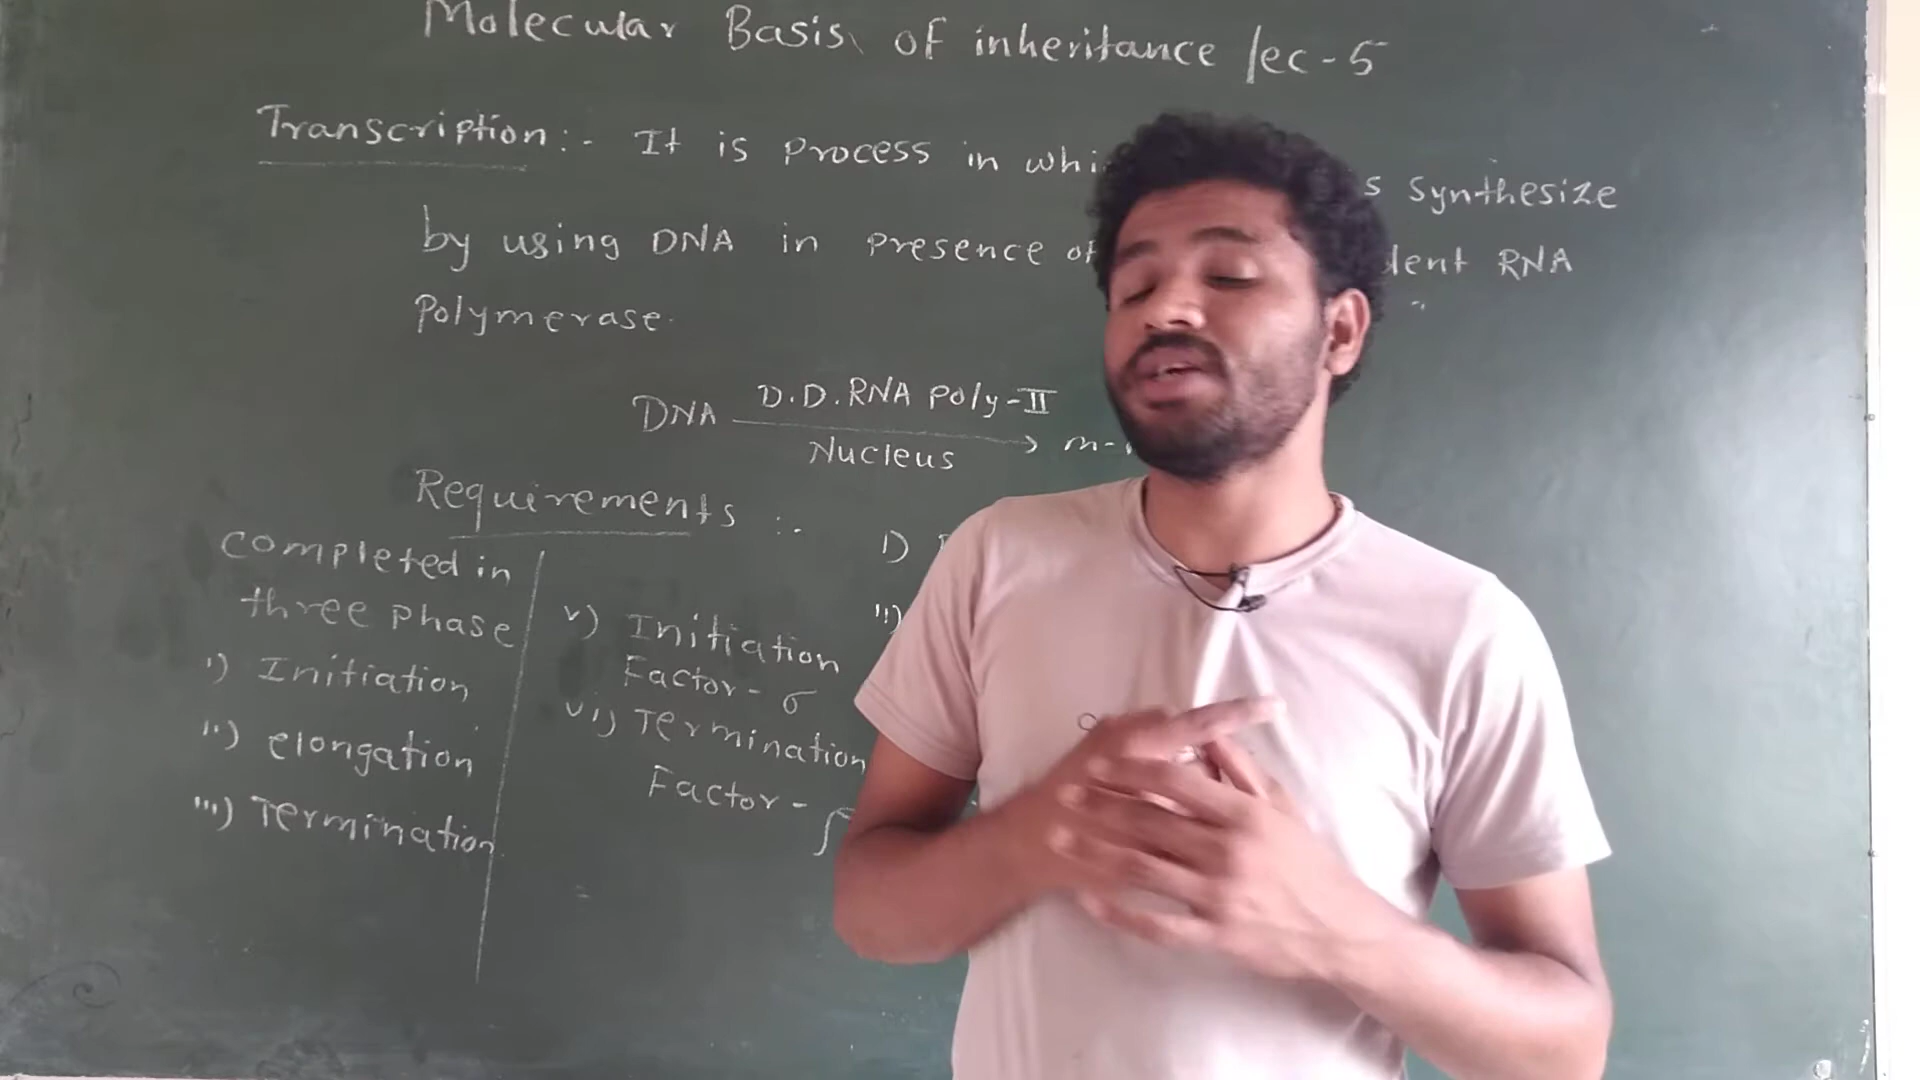 Molecular Basis of inheritance lec-5
Transcription :- It is process in whi s synthesize
by using DNA in presence of dent RNA
Polymerase.
D.D.RNA Poly-II
DNA → m-
Nucleus
Requirements :-
completed in
three phase
i) Initiation
ii) elongation
iii) Termination
v) Initiation
Factor - σ
vi) Termination
Factor -
i)
iii)